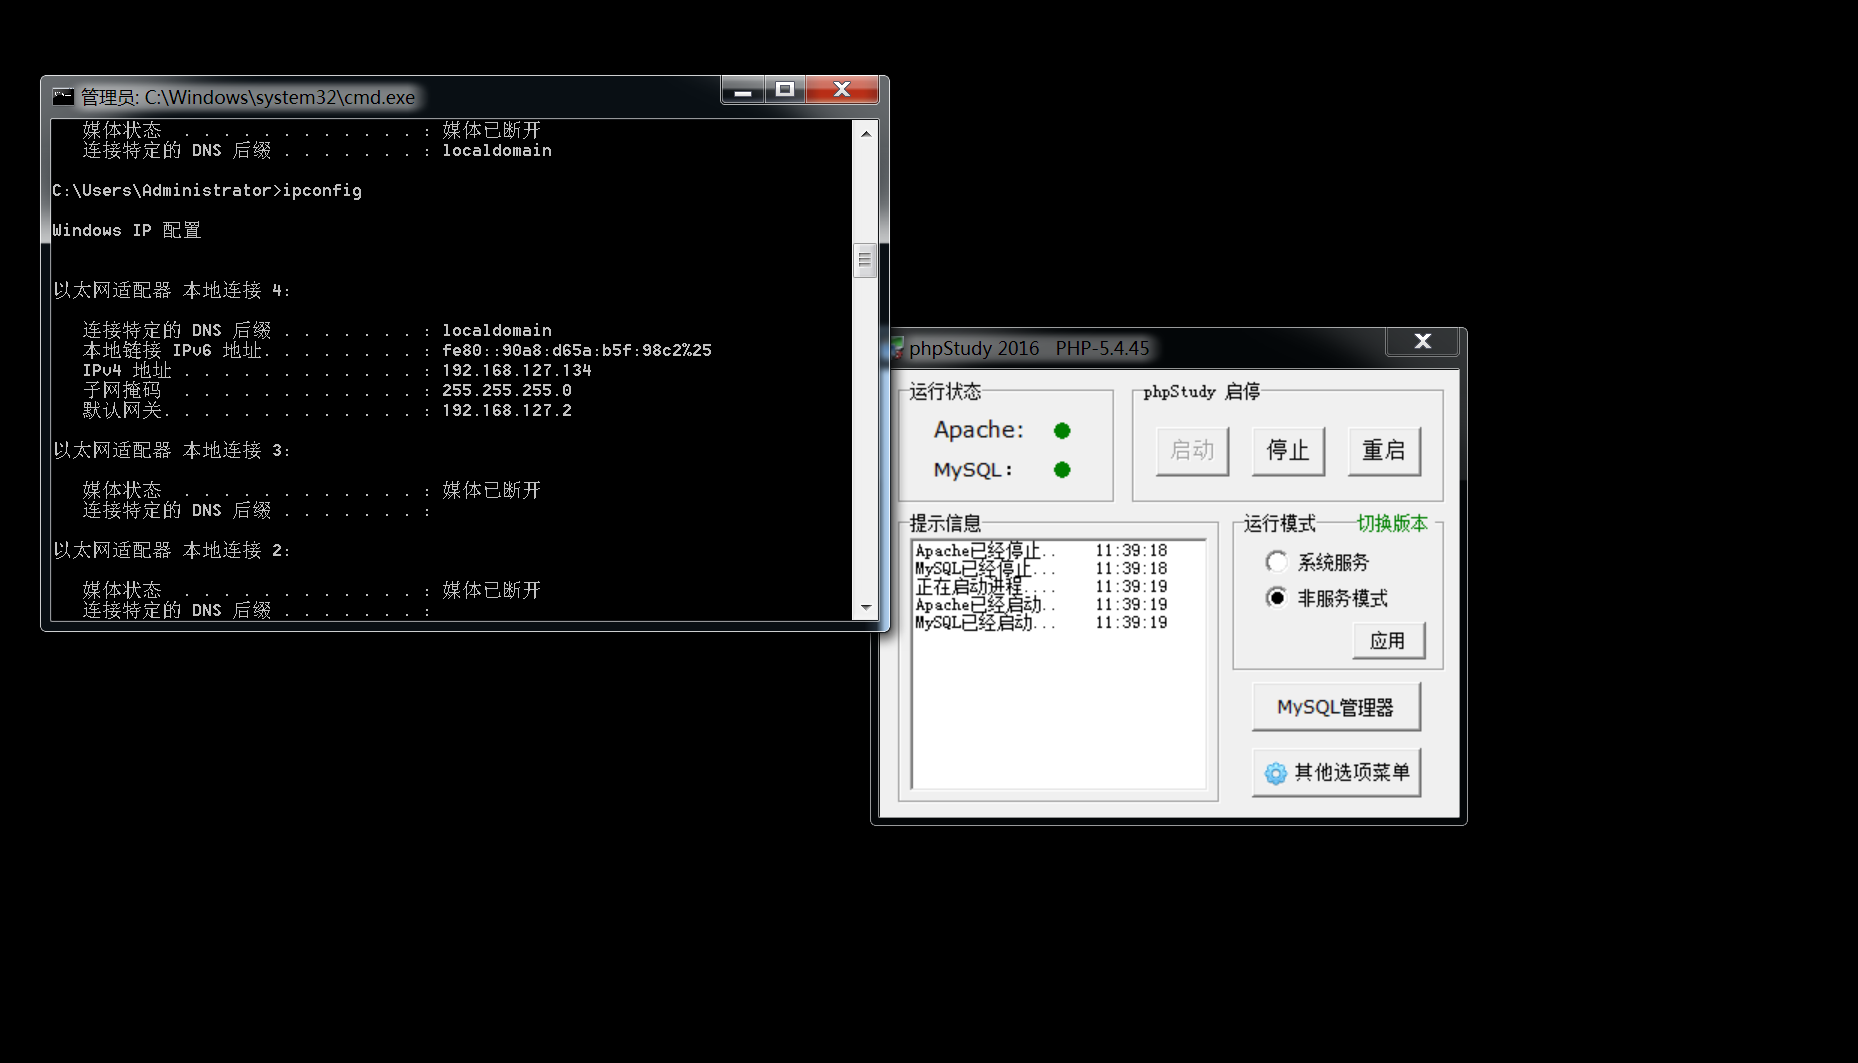 管理员: C:\Windows\system32\cmd.exe
媒体状态  . . . . . . . . . . . . : 媒体已断开
连接特定的 DNS 后缀 . . . . . . . : localdomain
C:\Users\Administrator>ipconfig
Windows IP 配置
以太网适配器 本地连接 4:
连接特定的 DNS 后缀 . . . . . . . : localdomain
本地链接 IPv6 地址. . . . . . . . : fe80::90a8:d65a:b5f:98c2%25
IPv4 地址 . . . . . . . . . . . . : 192.168.127.134
子网掩码  . . . . . . . . . . . . : 255.255.255.0
默认网关. . . . . . . . . . . . . : 192.168.127.2
以太网适配器 本地连接 3:
媒体状态  . . . . . . . . . . . . : 媒体已断开
连接特定的 DNS 后缀 . . . . . . . :
以太网适配器 本地连接 2:
媒体状态  . . . . . . . . . . . . : 媒体已断开
连接特定的 DNS 后缀 . . . . . . . :
phpStudy 2016   PHP-5.4.45
运行状态
Apache:
MySQL:
phpStudy 启停
启动 停止 重启
提示信息
Apache已经停止.. 11:39:18
MySQL已经停止... 11:39:18
正在启动进程.... 11:39:19
Apache已经启动.. 11:39:19
MySQL已经启动... 11:39:19
运行模式 切换版本
系统服务
非服务模式
应用
MySQL管理器
其他选项菜单